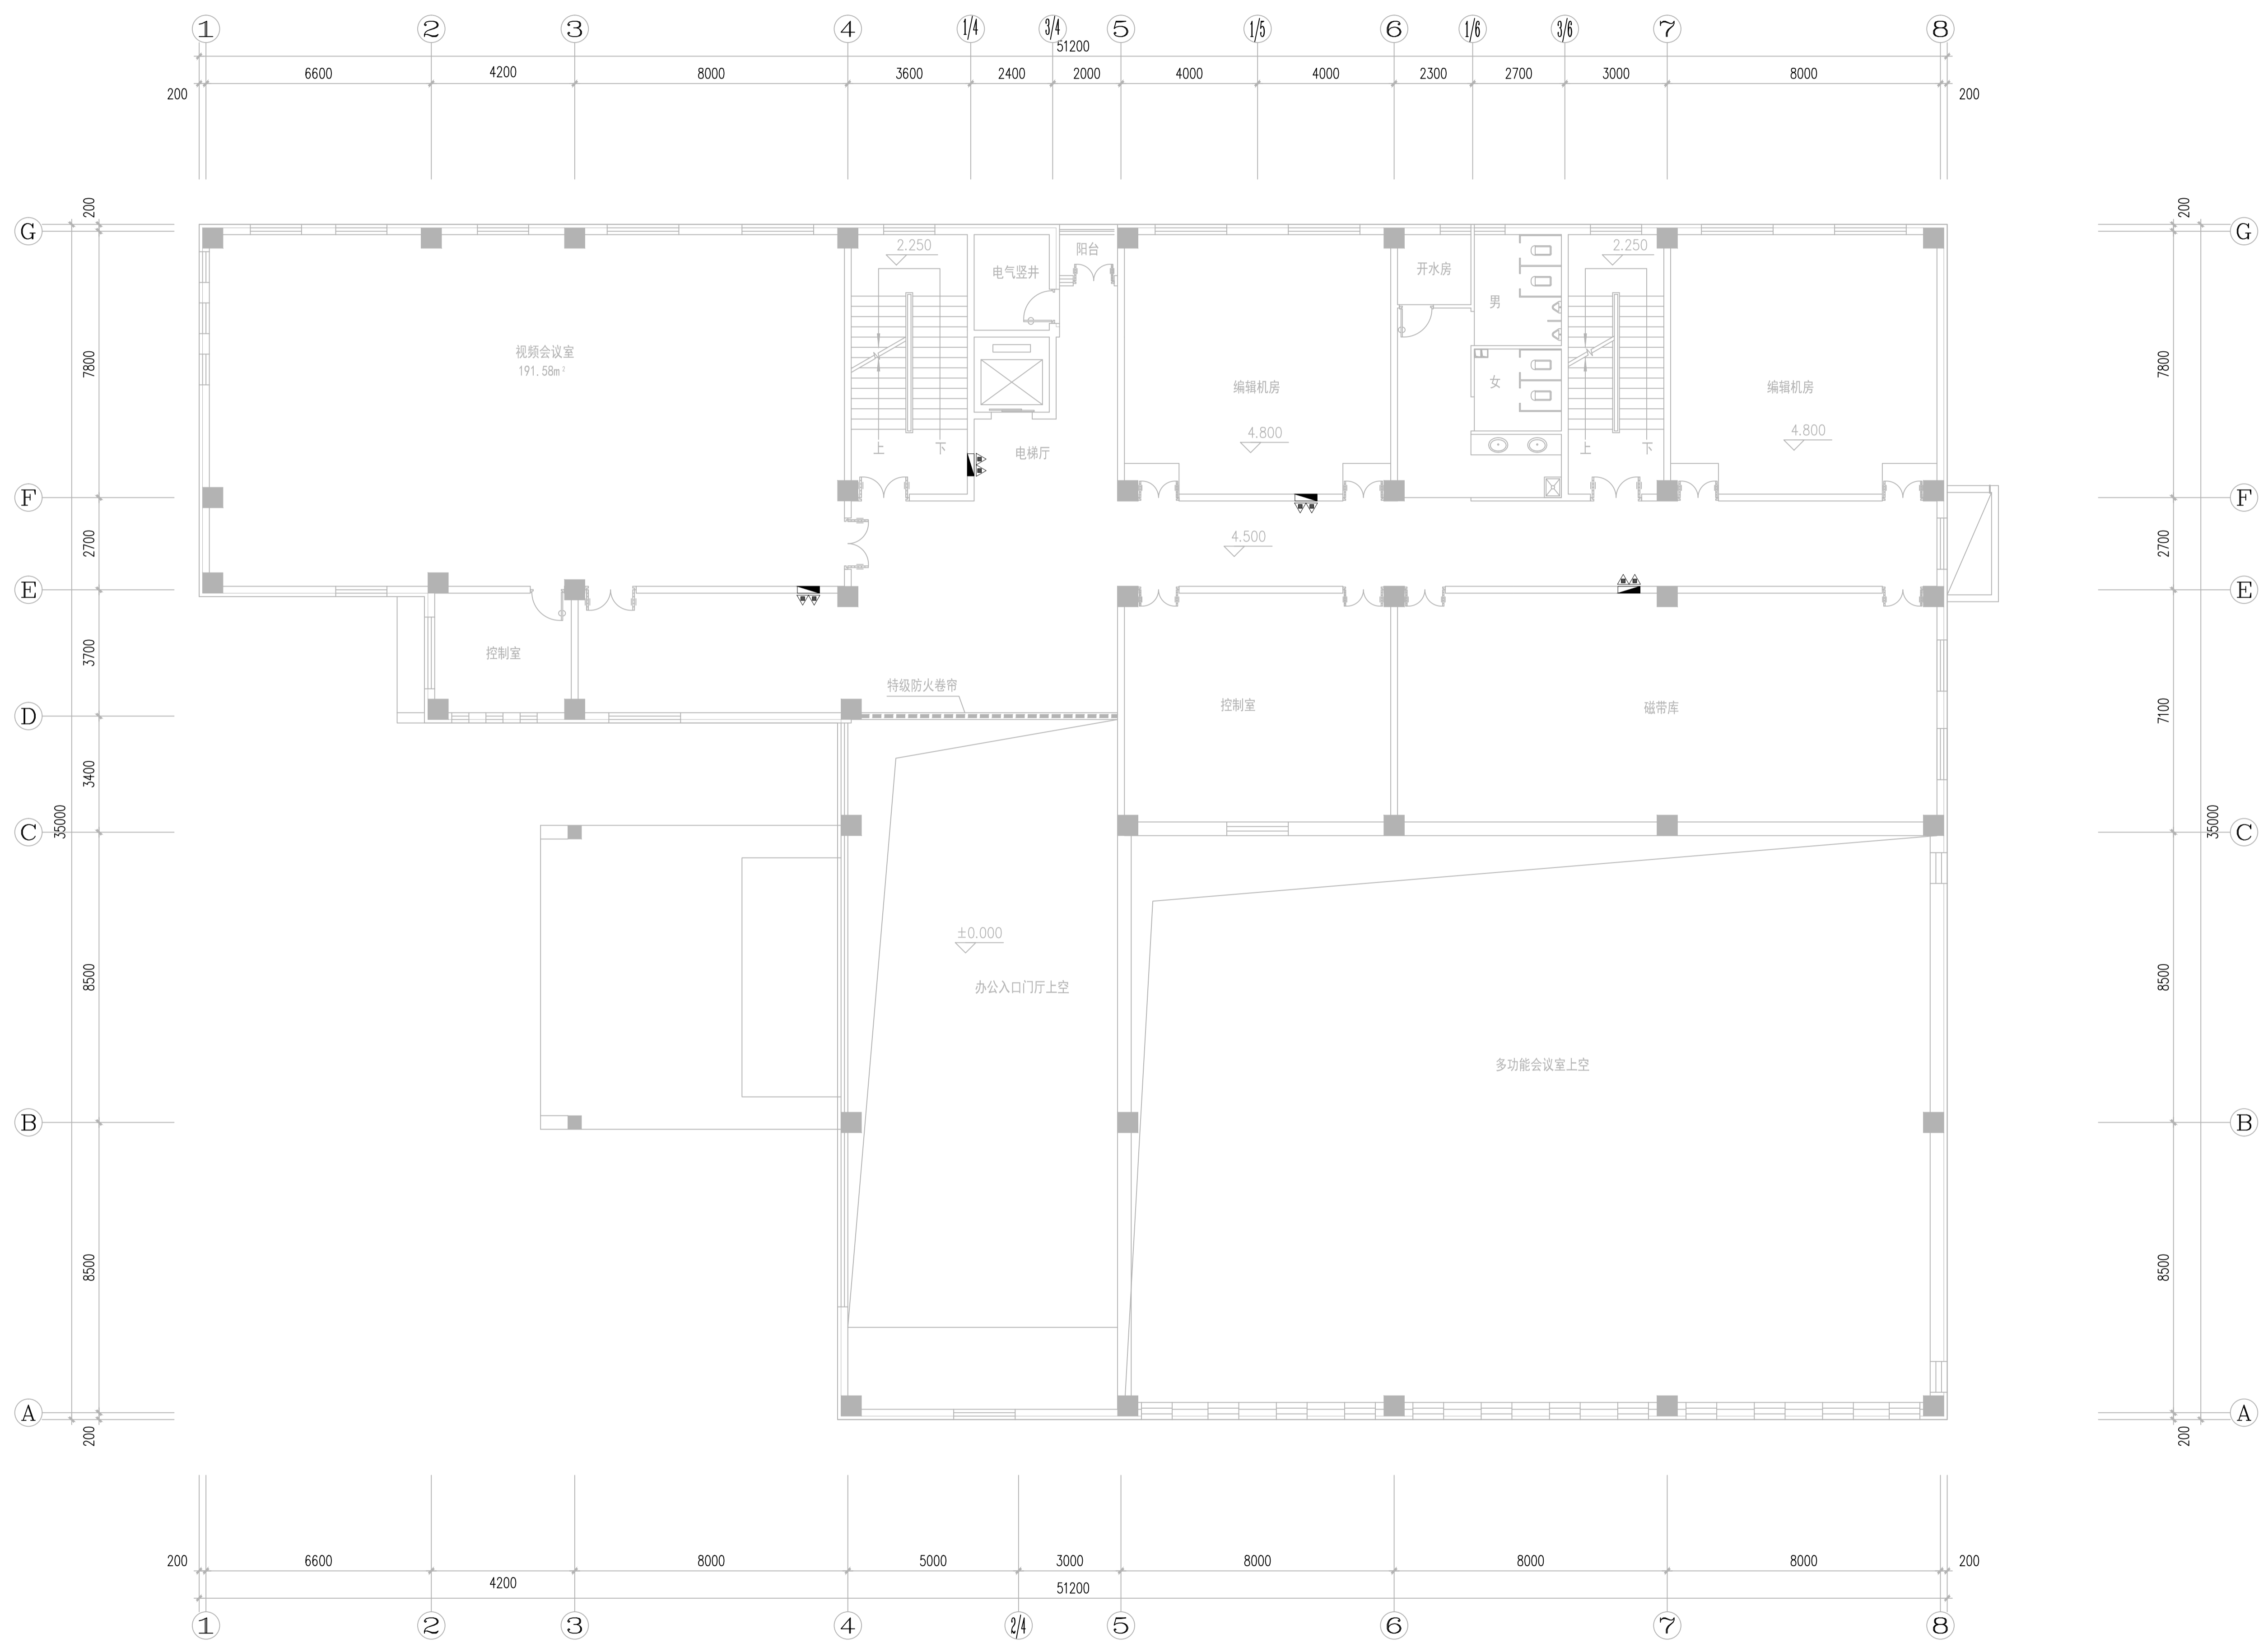 1 2 3 4 1/4 3/4 5 1/5 6 1/6 3/6 7 8
51200
6600 4200 8000 3600 2400 2000 4000 4000 2300 2700 3000 8000
200 200
200 200
G G
2.250 阳台 2.250
电气竖井 开水房
男
视频会议室 7800 7800
191.58m²
女 编辑机房 编辑机房
4.800 4.800
上 下 电梯厅 上 下
F F
2700 4.500 2700
E E
3700 控制室
特级防火卷帘 控制室 磁带库 7100
D D
3400
35000 35000
C C
±0.000
8500 办公入口门厅上空 8500
多功能会议室上空
B B
8500 8500
A A
200 200
200 6600 8000 5000 3000 8000 8000 8000 200
4200 51200
1 2 3 4 2/4 5 6 7 8